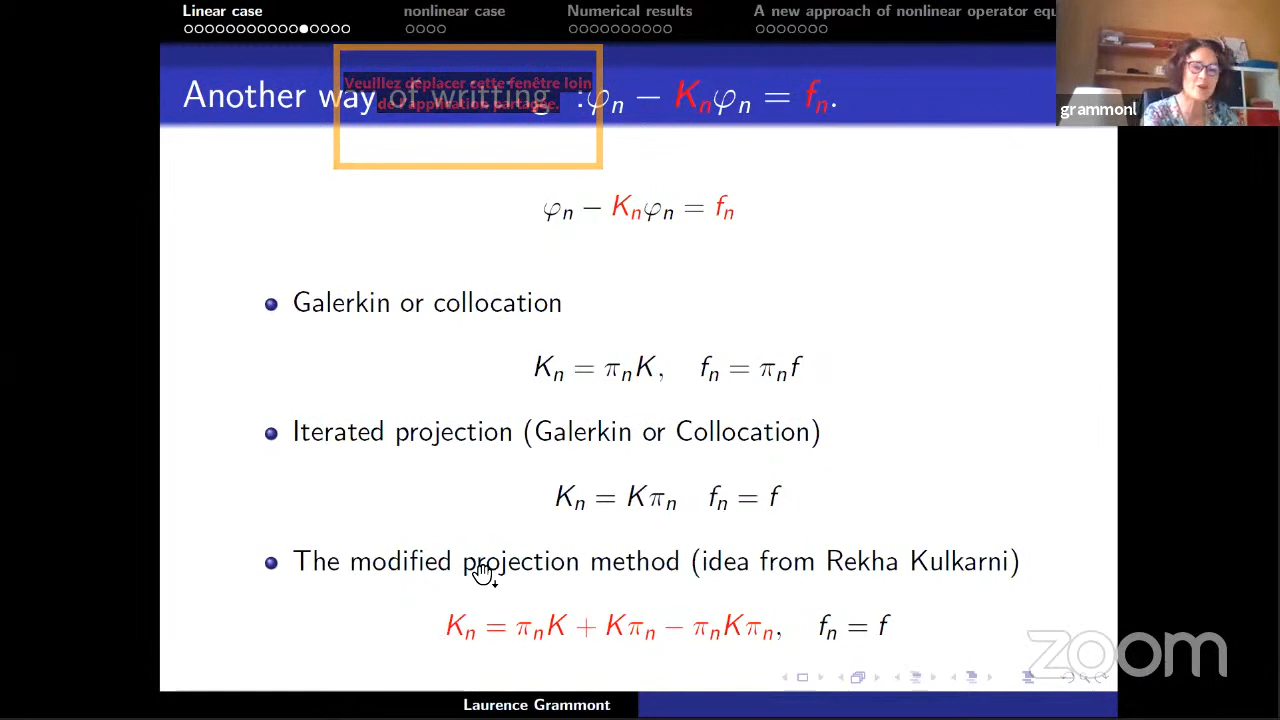 Linear case nonlinear case Numerical results A new approach of nonlinear operator equ
Another way of writting :φn − Knφn = fn.
Veuillez déplacer cette fenêtre loin
de l'application partagée.
grammonl
φn − Knφn = fn
Galerkin or collocation
Kn = πnK, fn = πnf
Iterated projection (Galerkin or Collocation)
Kn = Kπn fn = f
The modified projection method (idea from Rekha Kulkarni)
Kn = πnK + Kπn − πnKπn, fn = f
zoom
Laurence Grammont